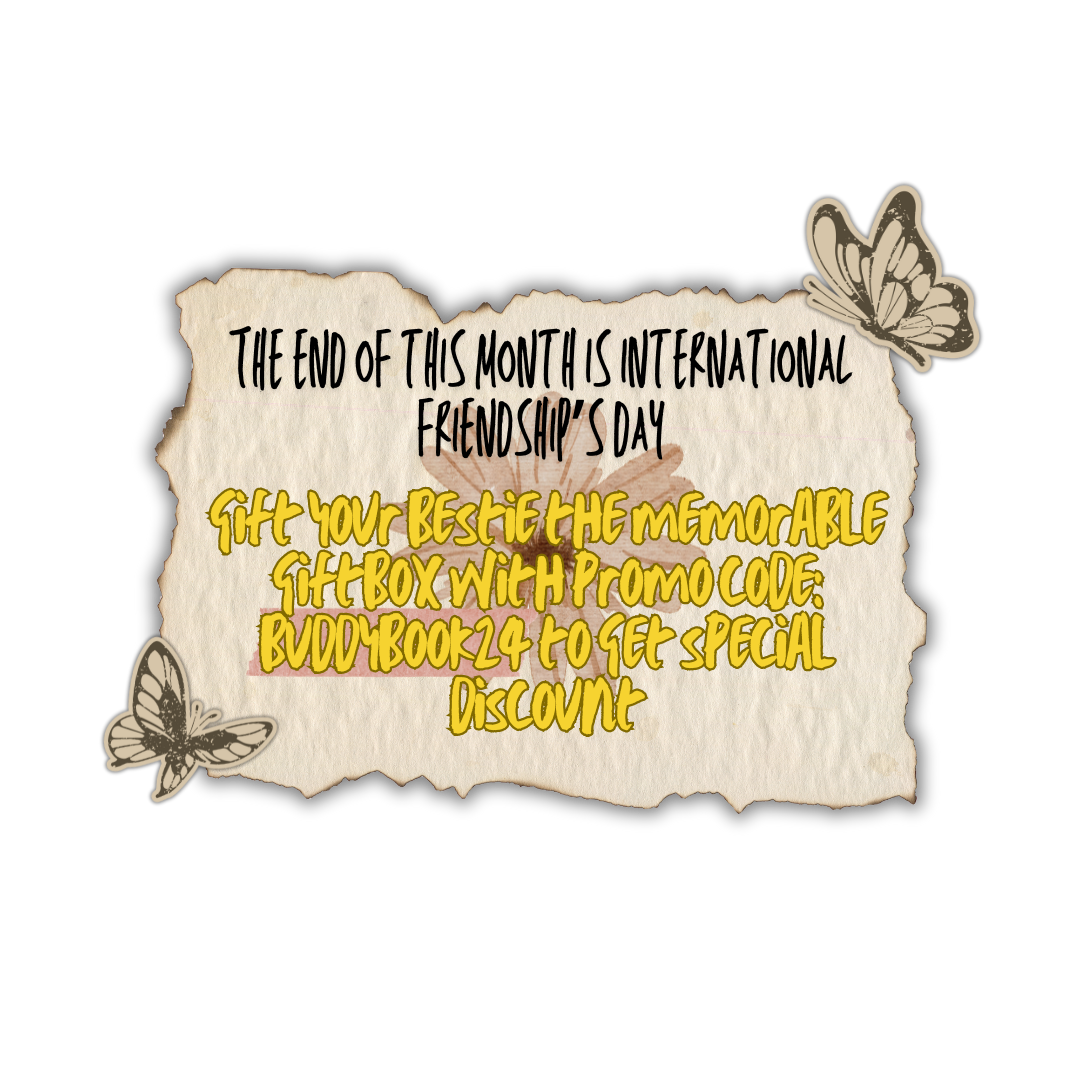 THE END OF THIS MONTH IS INTERNATIONAL
FRIENDSHIP'S DAY
Gift YOUr BEstiE tHE mEmorABLE
GiftBOX WitH Promo CODE:
BUDDYBOOK24 to GEt sPECiAL
DisCOUNt